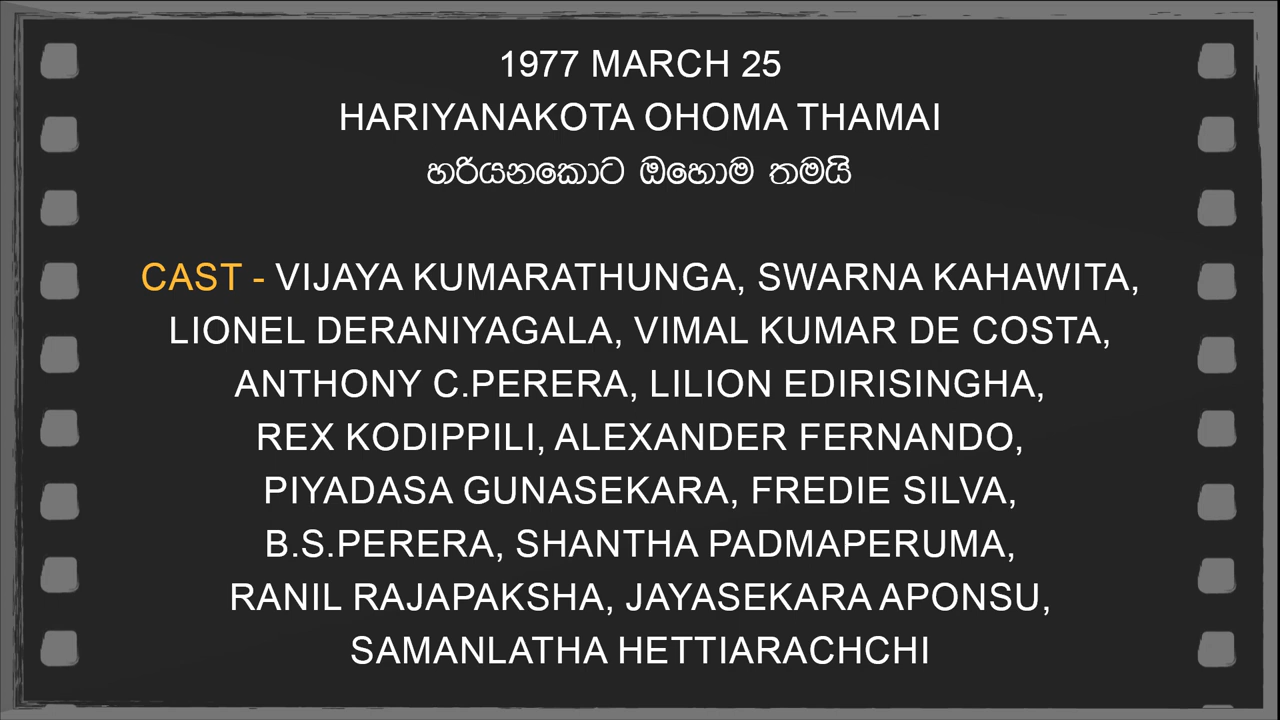 1977 MARCH 25
HARIYANAKOTA OHOMA THAMAI
හරියනකොට ඔහොම තමයි
CAST - VIJAYA KUMARATHUNGA, SWARNA KAHAWITA,
LIONEL DERANIYAGALA, VIMAL KUMAR DE COSTA,
ANTHONY C.PERERA, LILION EDIRISINGHA,
REX KODIPPILI, ALEXANDER FERNANDO,
PIYADASA GUNASEKARA, FREDIE SILVA,
B.S.PERERA, SHANTHA PADMAPERUMA,
RANIL RAJAPAKSHA, JAYASEKARA APONSU,
SAMANLATHA HETTIARACHCHI